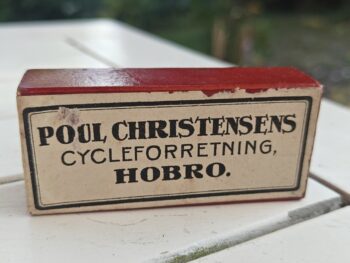 POUL CHRISTENSENS
CYCLEFORRETNING,
HOBRO.